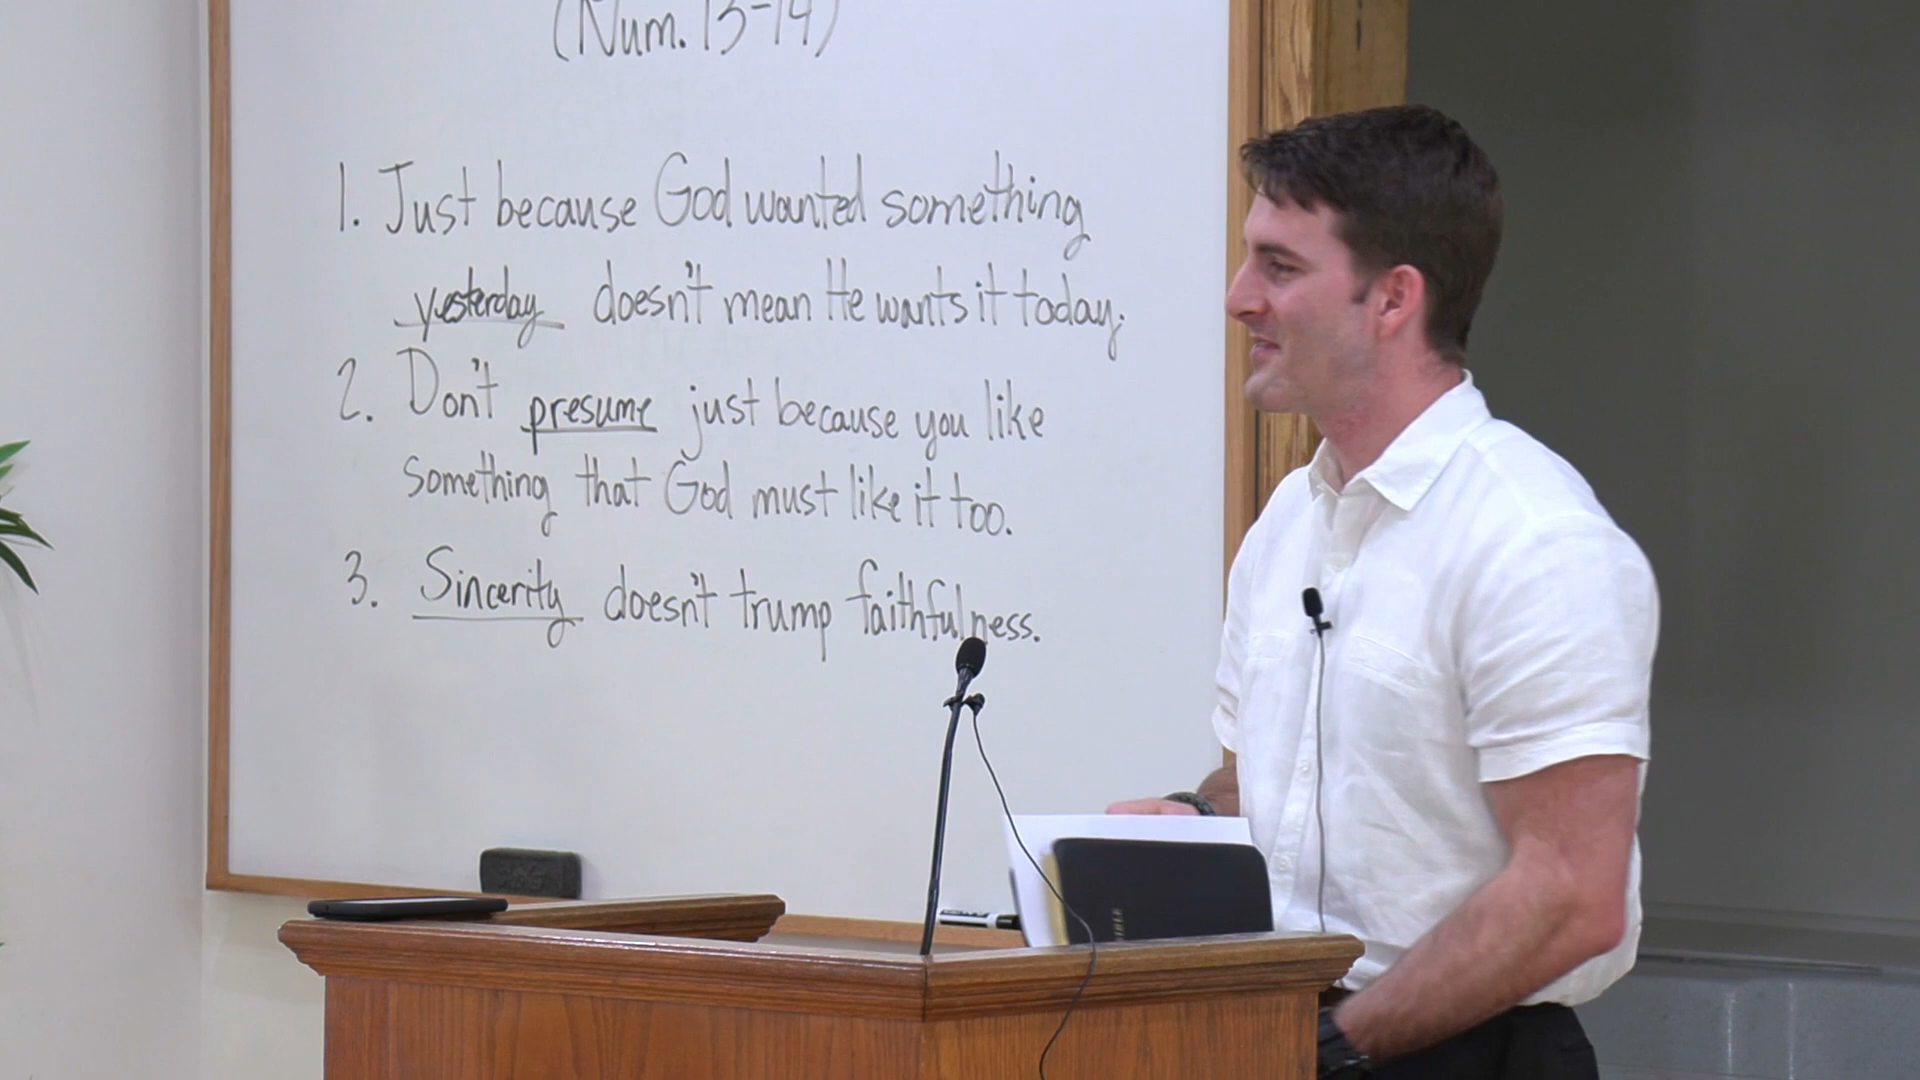 (Num. 13-14)
1. Just because God wanted something
yesterday doesn't mean He wants it today.
2. Don't presume just because you like
something that God must like it too.
3. Sincerity doesn't trump faithfulness.